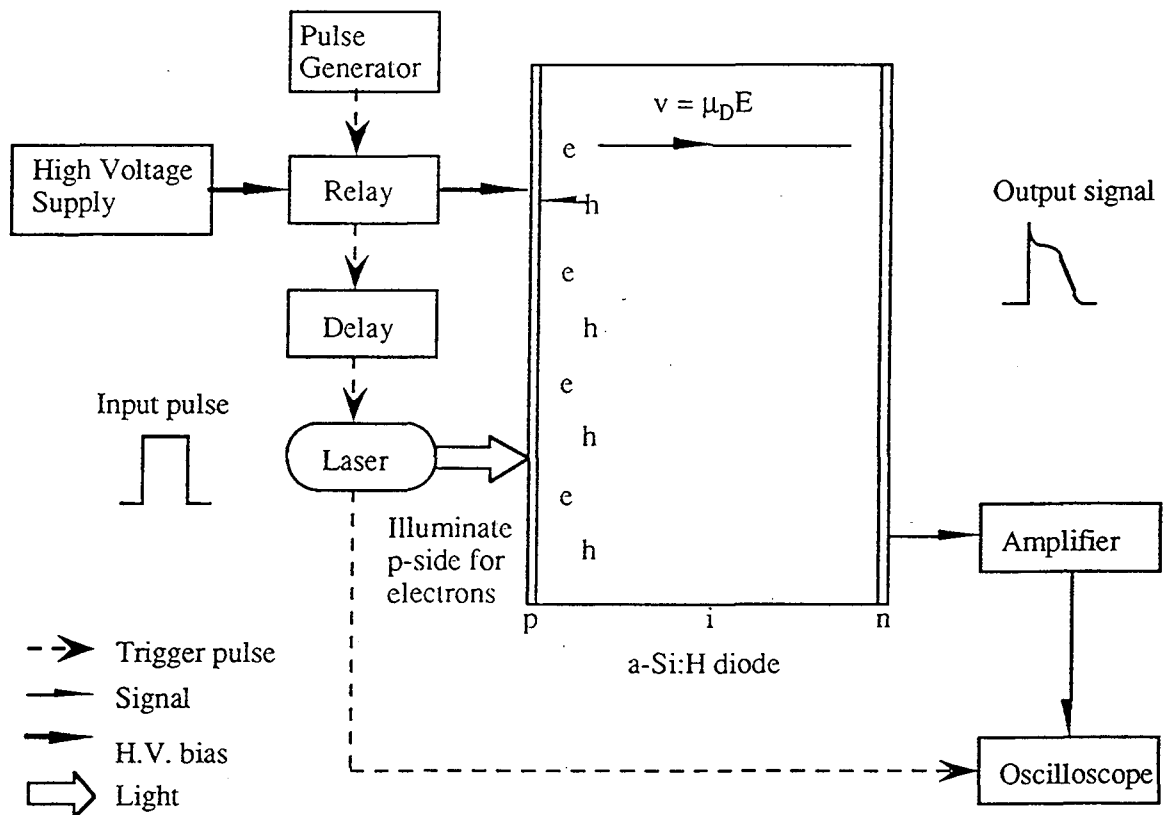 Pulse
Generator
High Voltage
Supply
Relay
Delay
Input pulse
Laser
Illuminate
p-side for
electrons
v = μ_DE
e
h
e
h
e
h
e
h
p i n
a-Si:H diode
Output signal
Amplifier
Oscilloscope
Trigger pulse
Signal
H.V. bias
Light